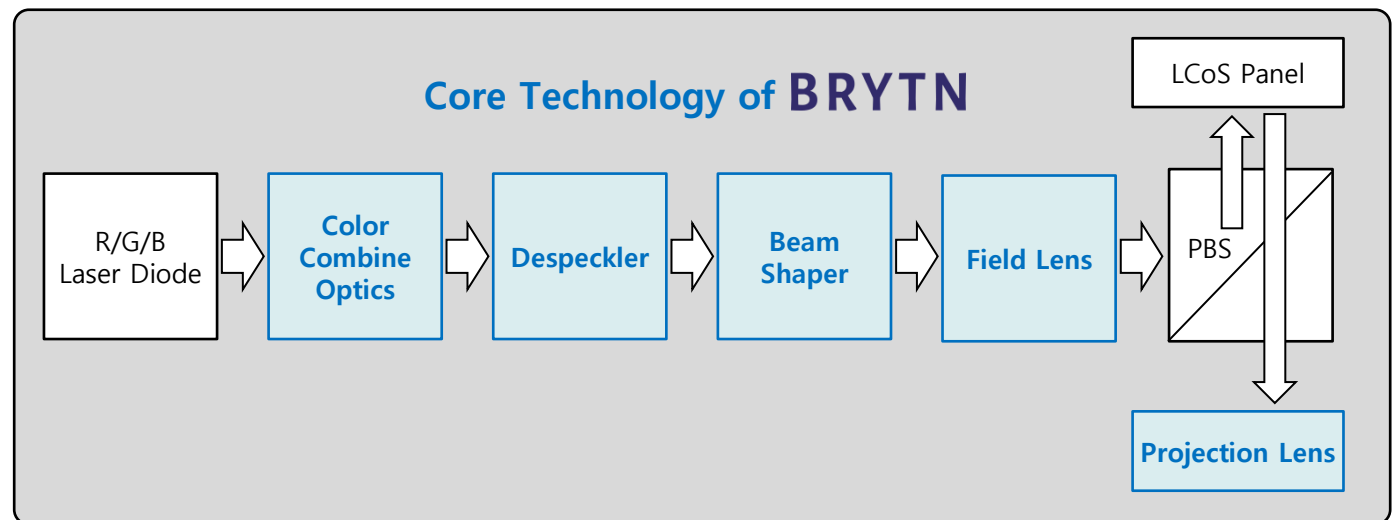 Core Technology of BRYTN
LCoS Panel
R/G/B
Laser Diode
Color
Combine
Optics
Despeckler
Beam
Shaper
Field Lens
PBS
Projection Lens